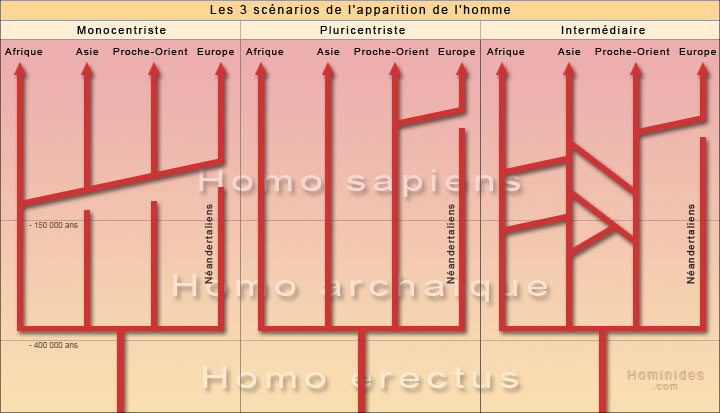 Les 3 scénarios de l'apparition de l'homme
Monocentriste Pluricentriste Intermédiaire
Afrique Asie Proche-Orient Europe Afrique Asie Proche-Orient Europe Afrique Asie Proche-Orient Europe
Homo sapiens
- 150 000 ans
Néandertaliens Néandertaliens Néandertaliens
Homo archaïque
- 400 000 ans
Homo erectus
Hominides
.com